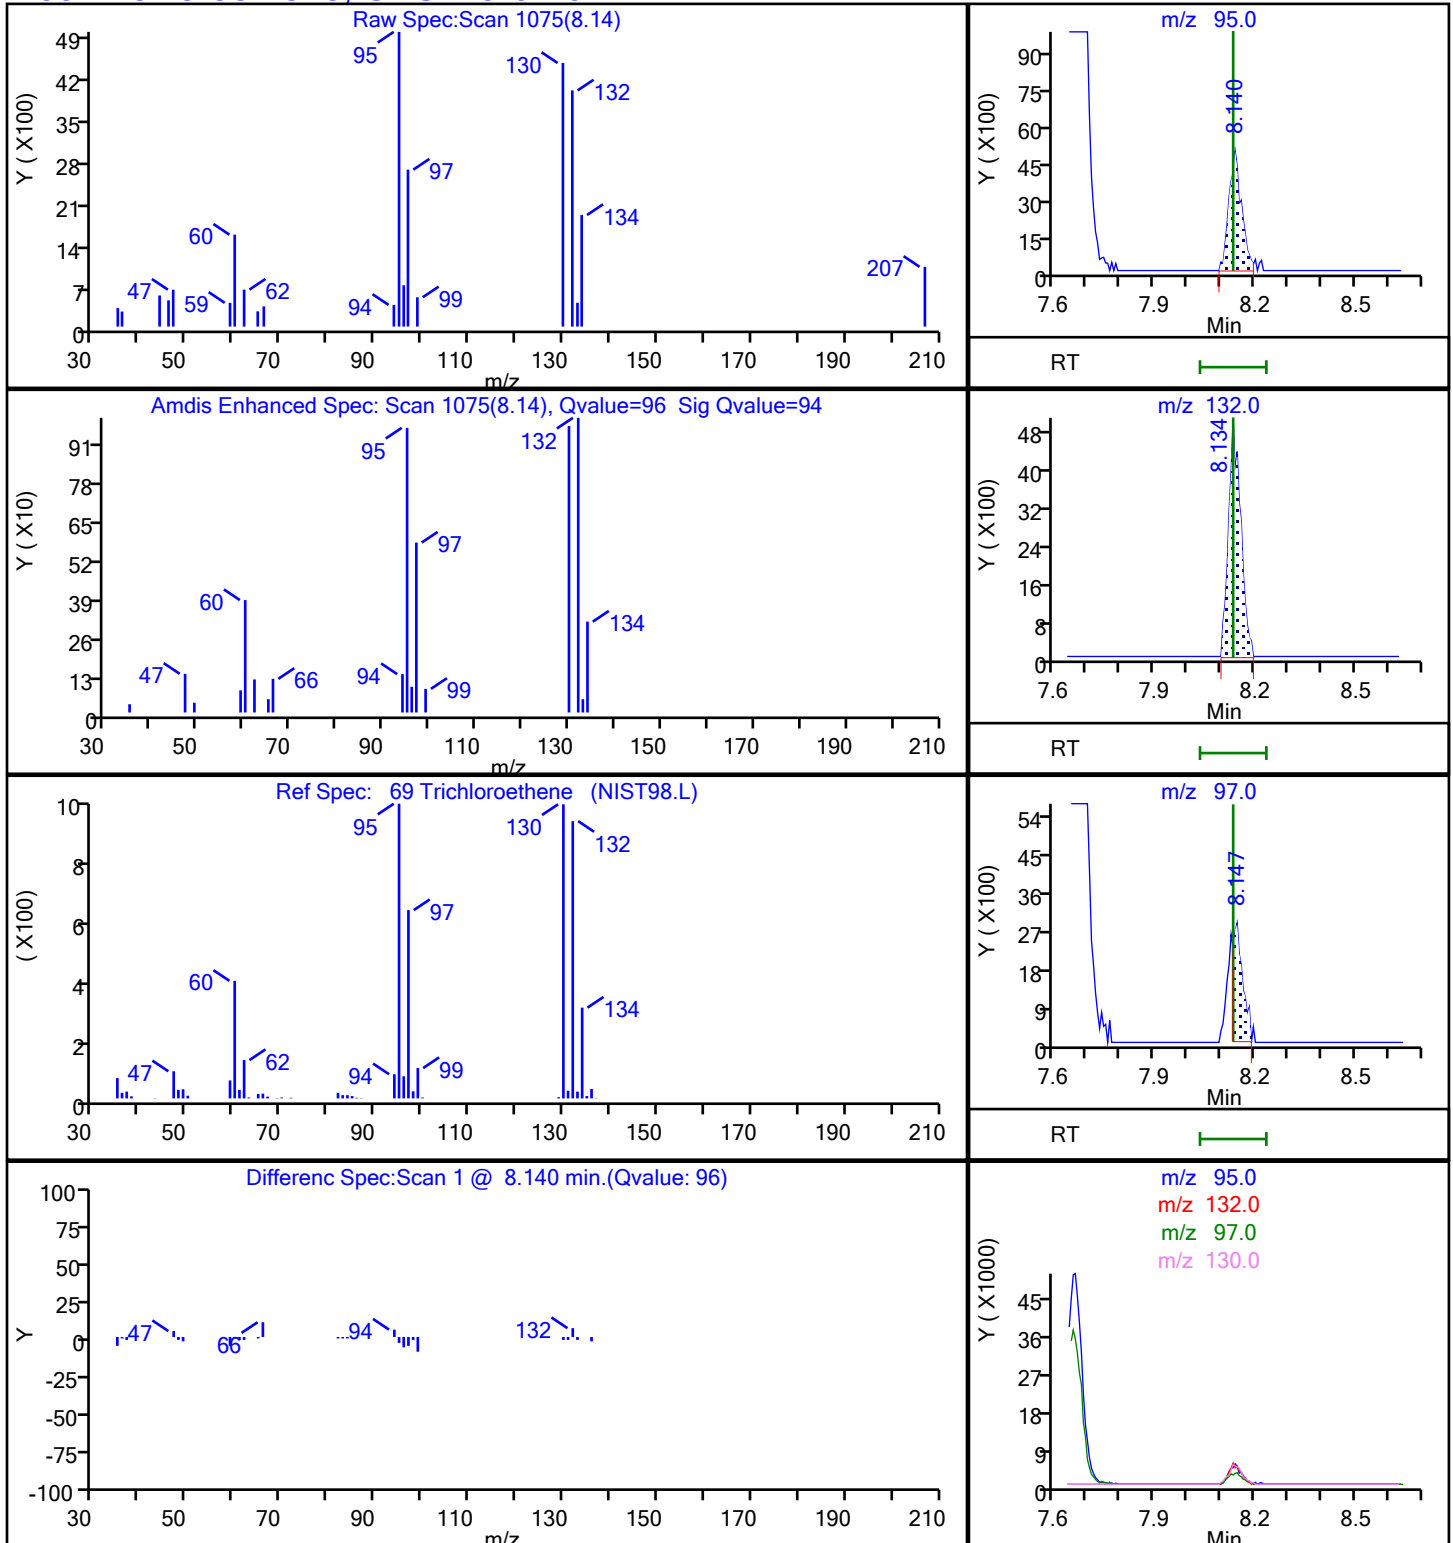 Raw Spec:Scan 1075(8.14)
Y ( X100)
49
42
35
28
21
14
7
0
95
130
132
97
134
60
47
59
62
94
99
207
30 50 70 90 110 130 150 170 190 210
m/z
m/z 95.0
Y ( X100)
90
75
60
45
30
15
0
8.140
7.6 7.9 8.2 8.5
Min
RT
Amdis Enhanced Spec: Scan 1075(8.14), Qvalue=96 Sig Qvalue=94
Y ( X10)
91
78
65
52
39
26
13
0
95
132
97
60
134
47
66
94
99
30 50 70 90 110 130 150 170 190 210
m/z
m/z 132.0
Y ( X100)
48
40
32
24
16
8
0
8.134
7.6 7.9 8.2 8.5
Min
RT
Ref Spec: 69 Trichloroethene (NIST98.L)
( X100)
10
8
6
4
2
0
95
130
132
97
60
134
47
62
94
99
30 50 70 90 110 130 150 170 190 210
m/z 97.0
Y ( X100)
54
45
36
27
18
9
0
8.147
7.6 7.9 8.2 8.5
Min
RT
Differenc Spec:Scan 1 @ 8.140 min.(Qvalue: 96)
Y
100
75
50
25
0
-25
-50
-75
-100
47
66
94
132
30 50 70 90 110 130 150 170 190 210
m/z
m/z 95.0
m/z 132.0
m/z 97.0
m/z 130.0
Y ( X1000)
45
36
27
18
9
0
7.6 7.9 8.2 8.5
Min